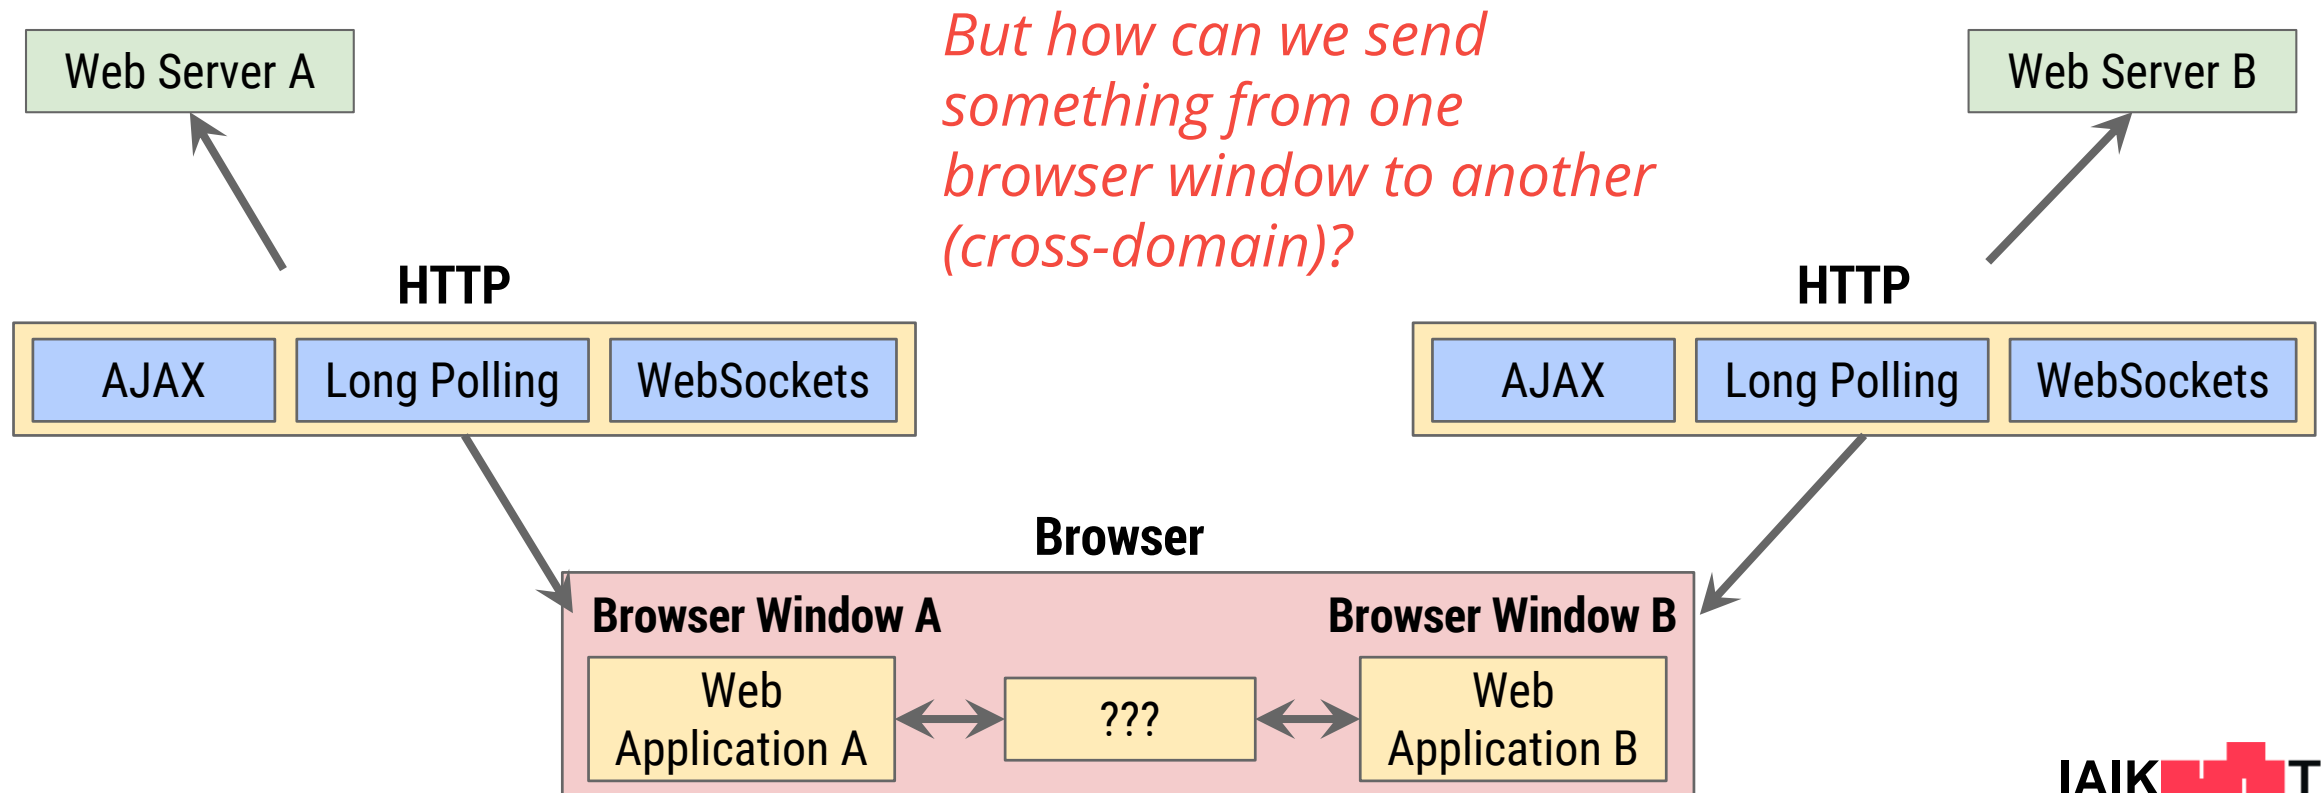 But how can we send
something from one
browser window to another
(cross-domain)?
Web Server A
Web Server B
HTTP
HTTP
AJAX
Long Polling
WebSockets
AJAX
Long Polling
WebSockets
Browser
Browser Window A
Browser Window B
Web
Application A
???
Web
Application B
IAIK
T